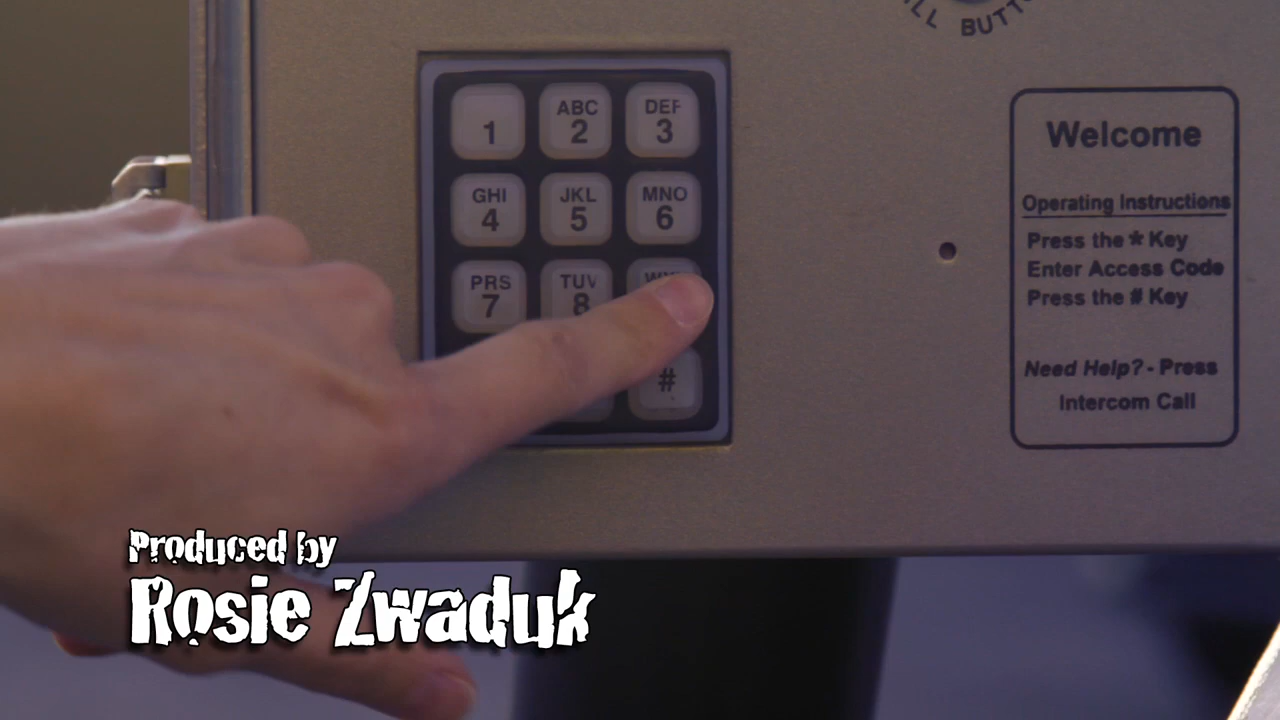 BUTTO
1
ABC
2
DEF
3
GHI
4
JKL
5
MNO
6
PRS
7
TUV
8
#
Welcome
Operating Instructions
Press the * Key
Enter Access Code
Press the # Key
Need Help? - Press
Intercom Call
Produced by
Rosie Zwaduk